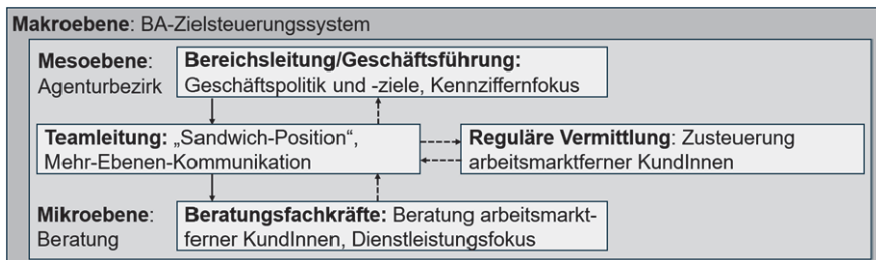 Makroebene: BA-Zielsteuerungssystem
Mesoebene:
Agenturbezirk
Bereichsleitung/Geschäftsführung:
Geschäftspolitik und -ziele, Kennziffernfokus
Teamleitung: „Sandwich-Position“,
Mehr-Ebenen-Kommunikation
Reguläre Vermittlung: Zusteuerung
arbeitsmarktferner KundInnen
Mikroebene:
Beratung
Beratungsfachkräfte: Beratung arbeitsmarkt-
ferner KundInnen, Dienstleistungsfokus